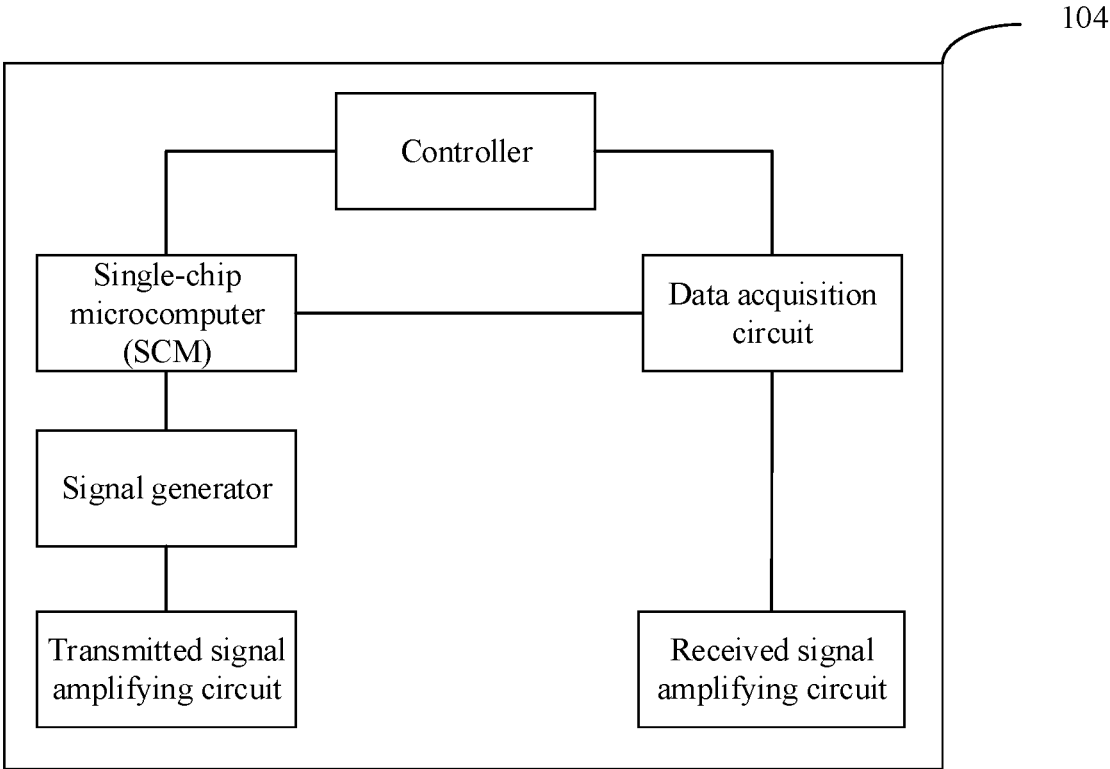 104
Controller
Single-chip
microcomputer
(SCM)
Data acquisition
circuit
Signal generator
Transmitted signal
amplifying circuit
Received signal
amplifying circuit